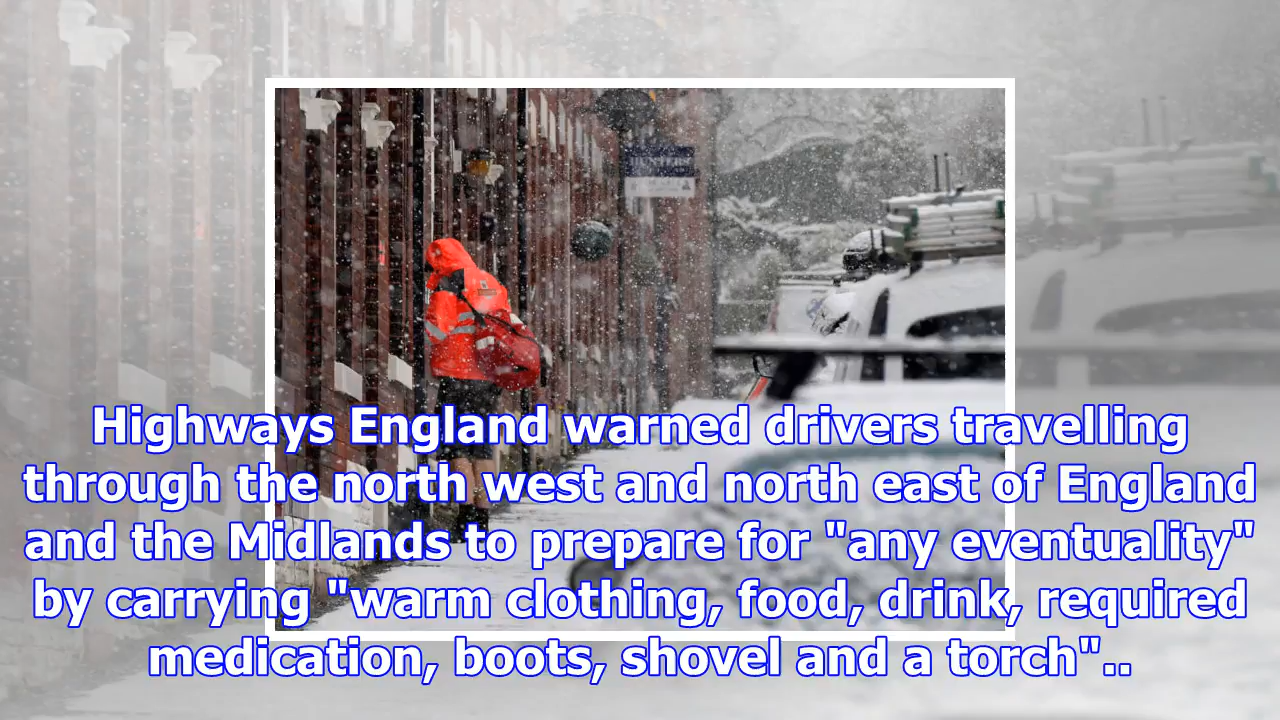 HUNTERS
Highways England warned drivers travelling
through the north west and north east of England
and the Midlands to prepare for "any eventuality"
by carrying "warm clothing, food, drink, required
medication, boots, shovel and a torch"..